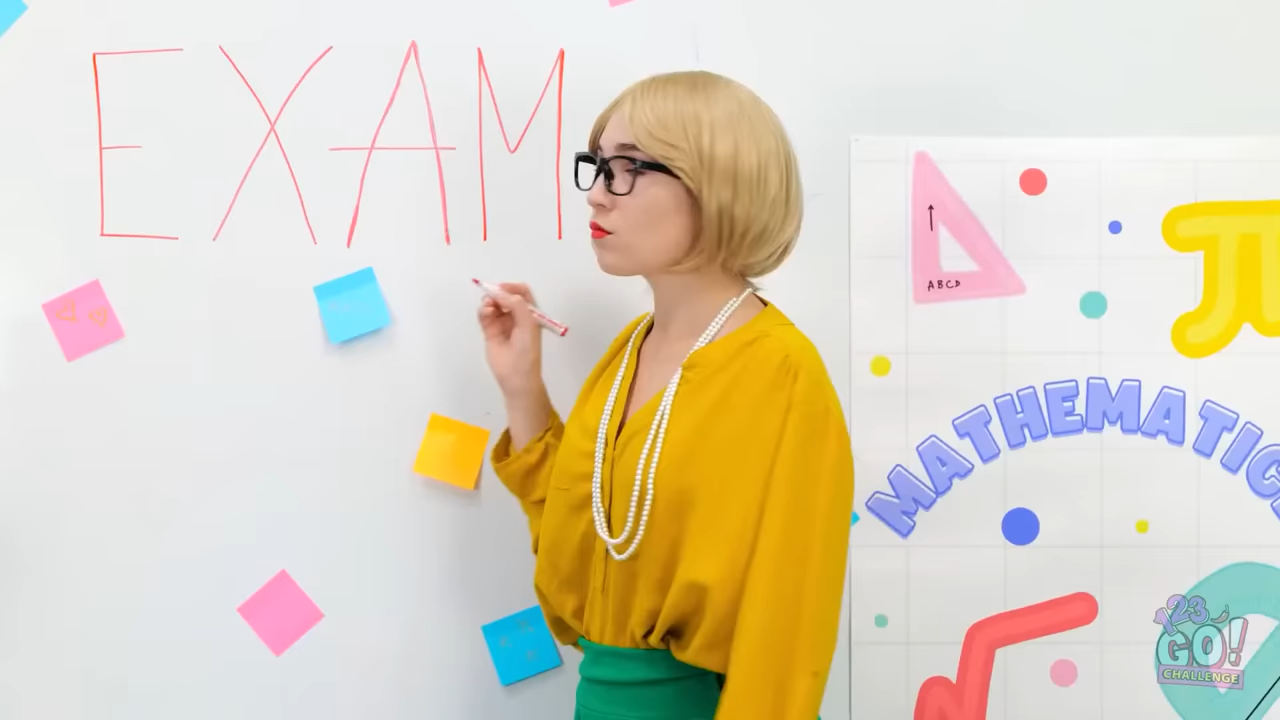 EXAM
ABCD
π
MATHEMATIC
√
123
GO!
CHALLENGE